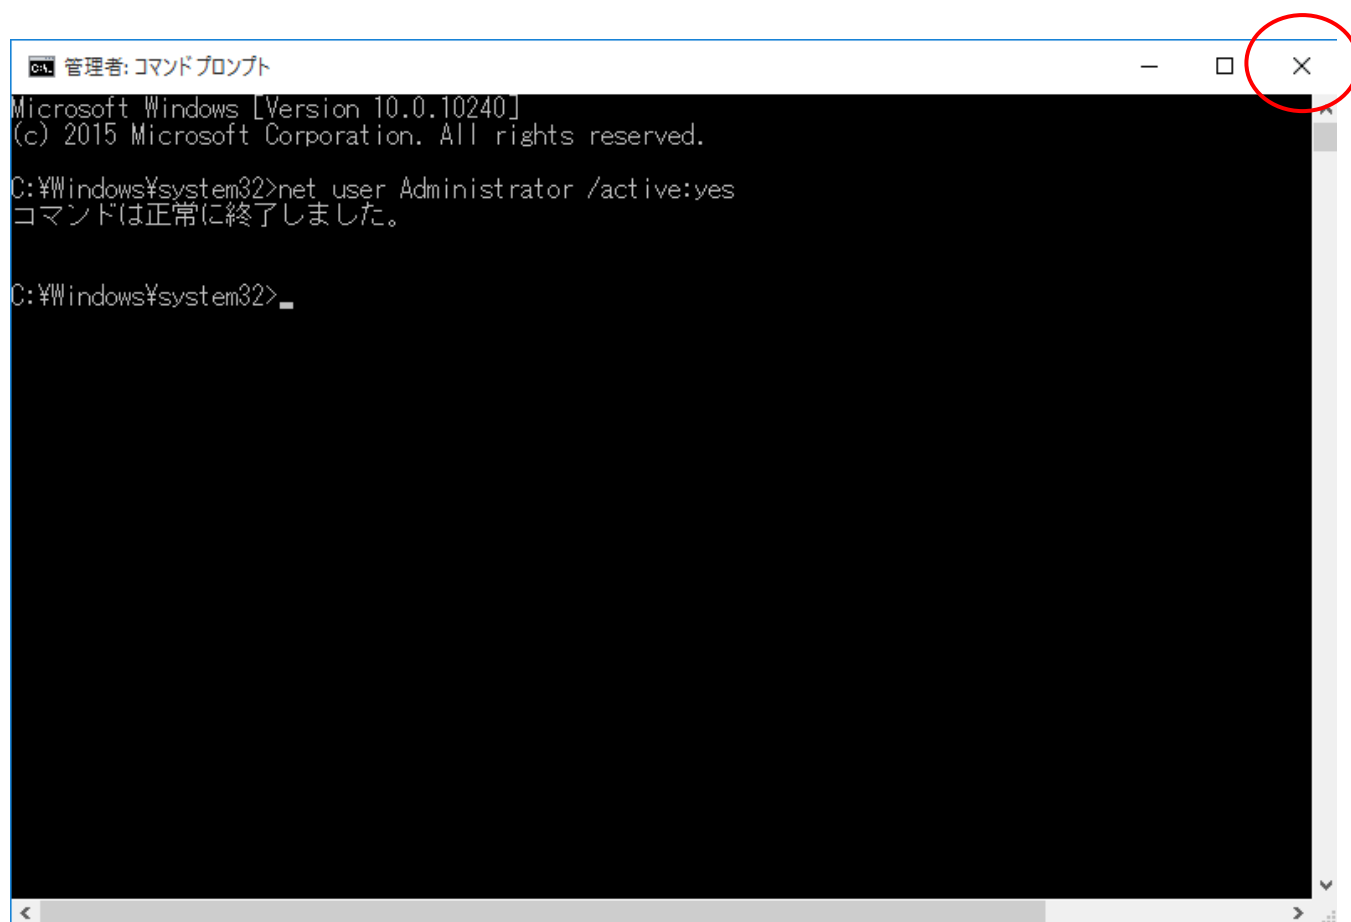 管理者: コマンド プロンプト
Microsoft Windows [Version 10.0.10240]
(c) 2015 Microsoft Corporation. All rights reserved.
C:¥Windows¥system32>net user Administrator /active:yes
コマンドは正常に終了しました。
C:¥Windows¥system32>